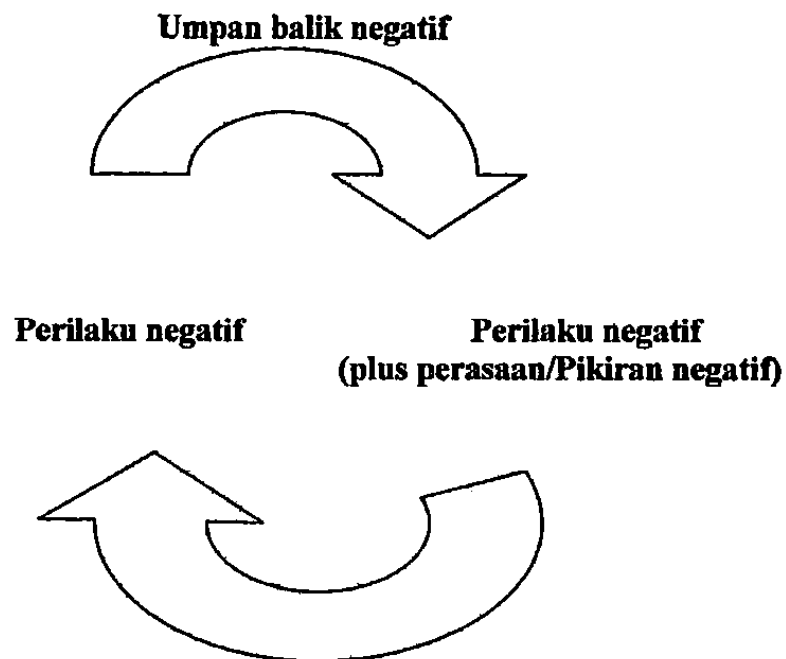 Umpan balik negatif
Perilaku negatif
Perilaku negatif
(plus perasaan/Pikiran negatif)